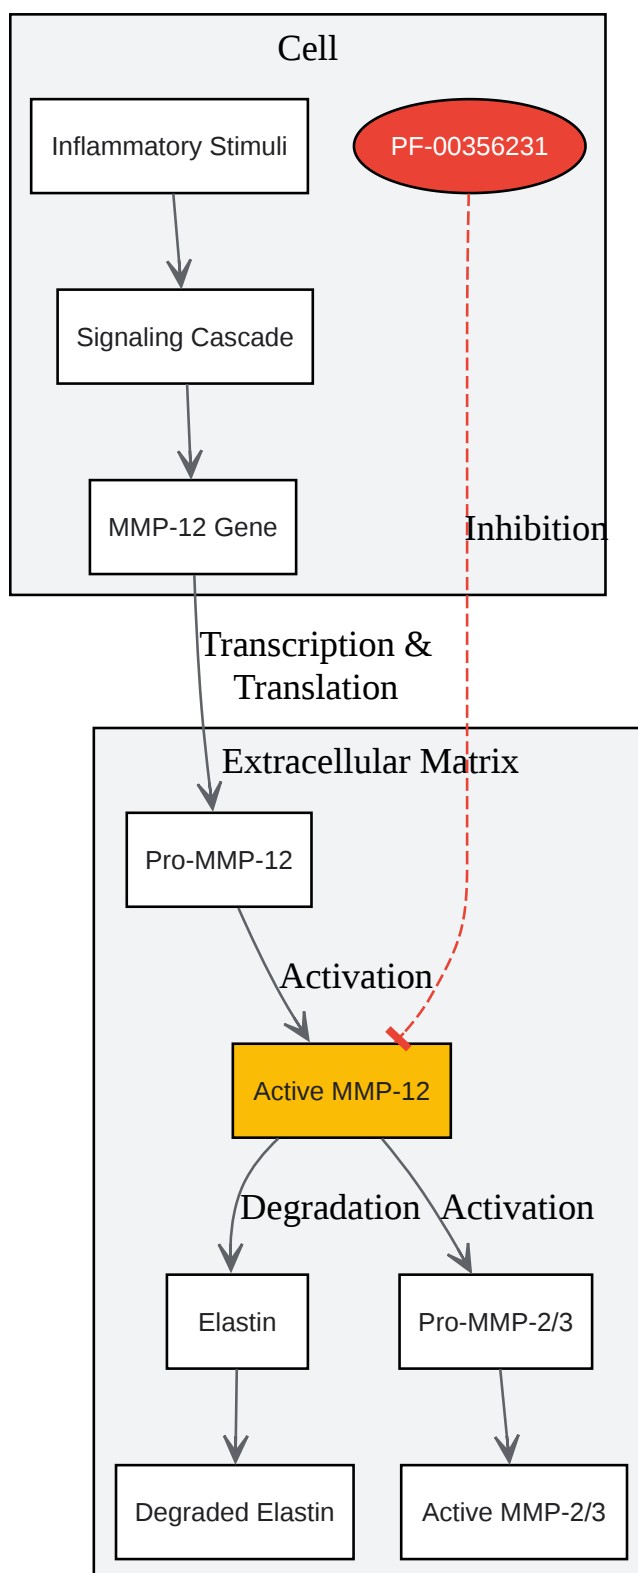 Cell
Inflammatory Stimuli
PF-00356231
Signaling Cascade
MMP-12 Gene
Inhibition
Transcription &
Translation
Extracellular Matrix
Pro-MMP-12
Activation
Active MMP-12
Degradation
Activation
Elastin
Pro-MMP-2/3
Degraded Elastin
Active MMP-2/3